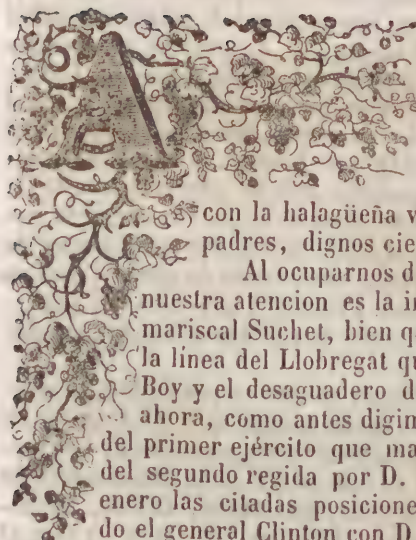 A
con la halagüeña v
padres, dignos cie
Al ocuparnos d
nuestra atencion es la i
mariscal Suchet, bien q
la línea del Llobregat qu
Boy y el desaguadero d
ahora, como antes digim
del primer ejército que ma
del segundo regida por D.
enero las citadas posicione
do el general Clinton con D